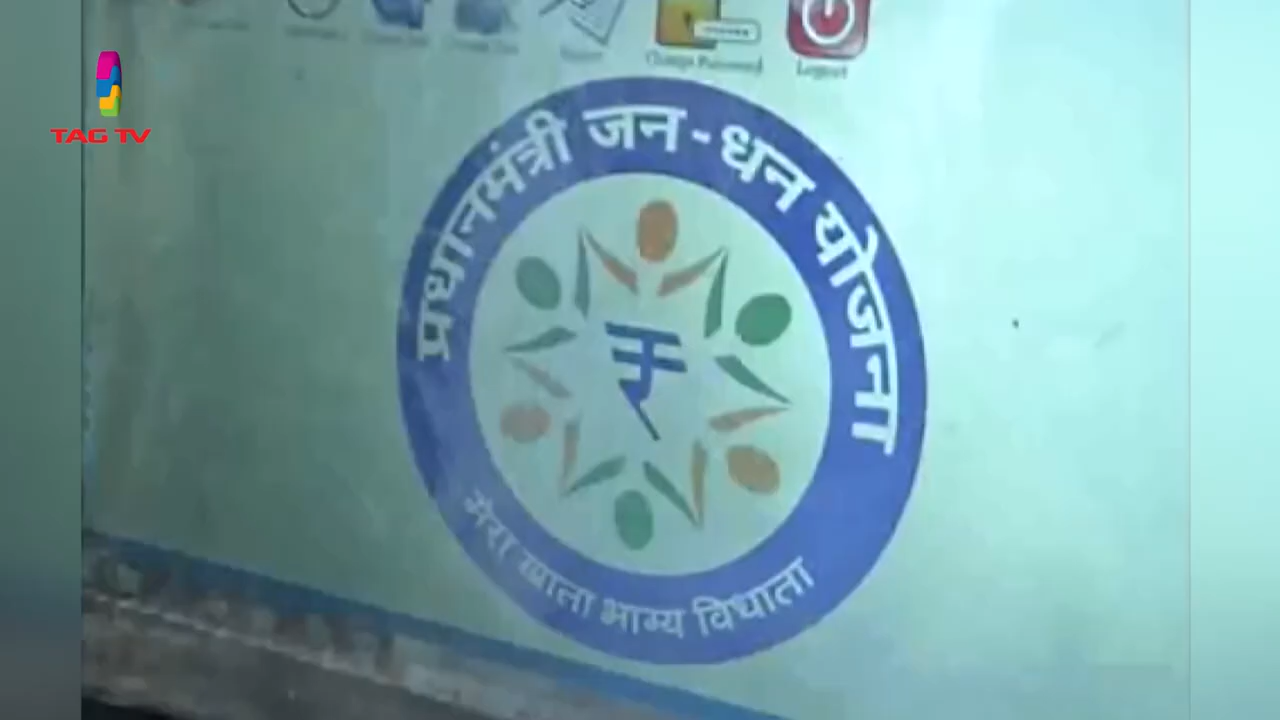 Change Password
Logout
TAG TV
प्रधानमंत्री जन-धन योजना
मेरा खाता भाग्य विधाता